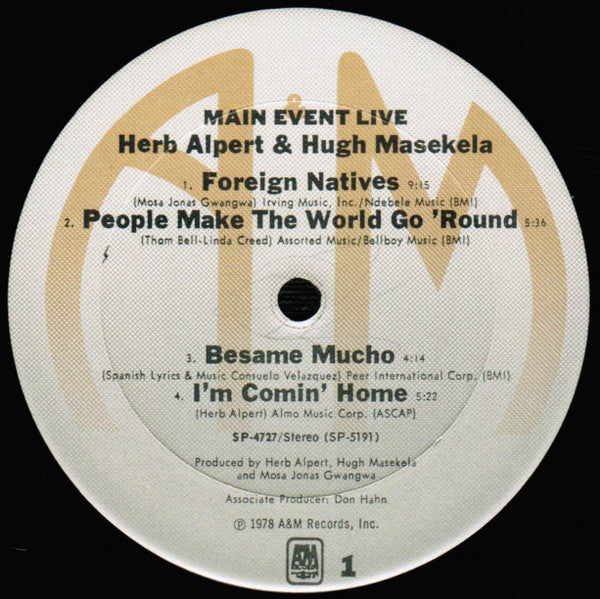 A&M
MAIN EVENT LIVE
Herb Alpert & Hugh Masekela
1. Foreign Natives 9:15
(Mosa Jonas Gwangwa) Irving Music, Inc./Ndebele Music (BMI)
2. People Make The World Go 'Round 5:36
(Thom Bell-Linda Creed) Assorted Music/Bellboy Music (BMI)
3. Besame Mucho 4:14
(Spanish Lyrics & Music Consuelo Velazquez) Peer International Corp. (BMI)
4. I'm Comin' Home 5:22
(Herb Alpert) Almo Music Corp. (ASCAP)
SP-4727/Stereo (SP-5191)
Produced by Herb Alpert, Hugh Masekela
and Mosa Jonas Gwangwa
Associate Producer: Don Hahn
℗ 1978 A&M Records, Inc.
A&M RECORDS 1